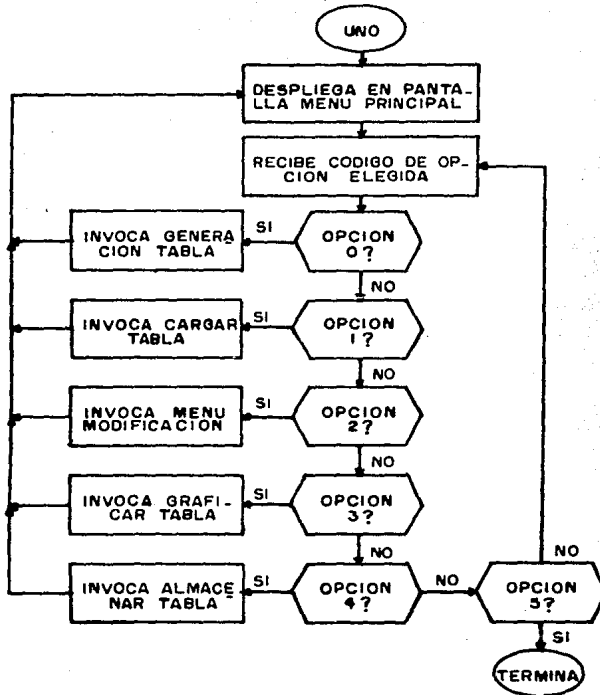 UNO
DESPLIEGA EN PANTA_
LLA MENU PRINCIPAL
RECIBE CODIGO DE OP_
CION ELEGIDA
INVOCA GENERA
CION TABLA
SI
OPCION
0?
NO
INVOCA CARGAR
TABLA
SI
OPCION
1?
NO
INVOCA MENU
MODIFICACION
SI
OPCION
2?
NO
INVOCA GRAFI-
CAR TABLA
SI
OPCION
3?
NO
INVOCA ALMACE
NAR TABLA
SI
OPCION
4?
NO
OPCION
5?
NO
SI
TERMINA